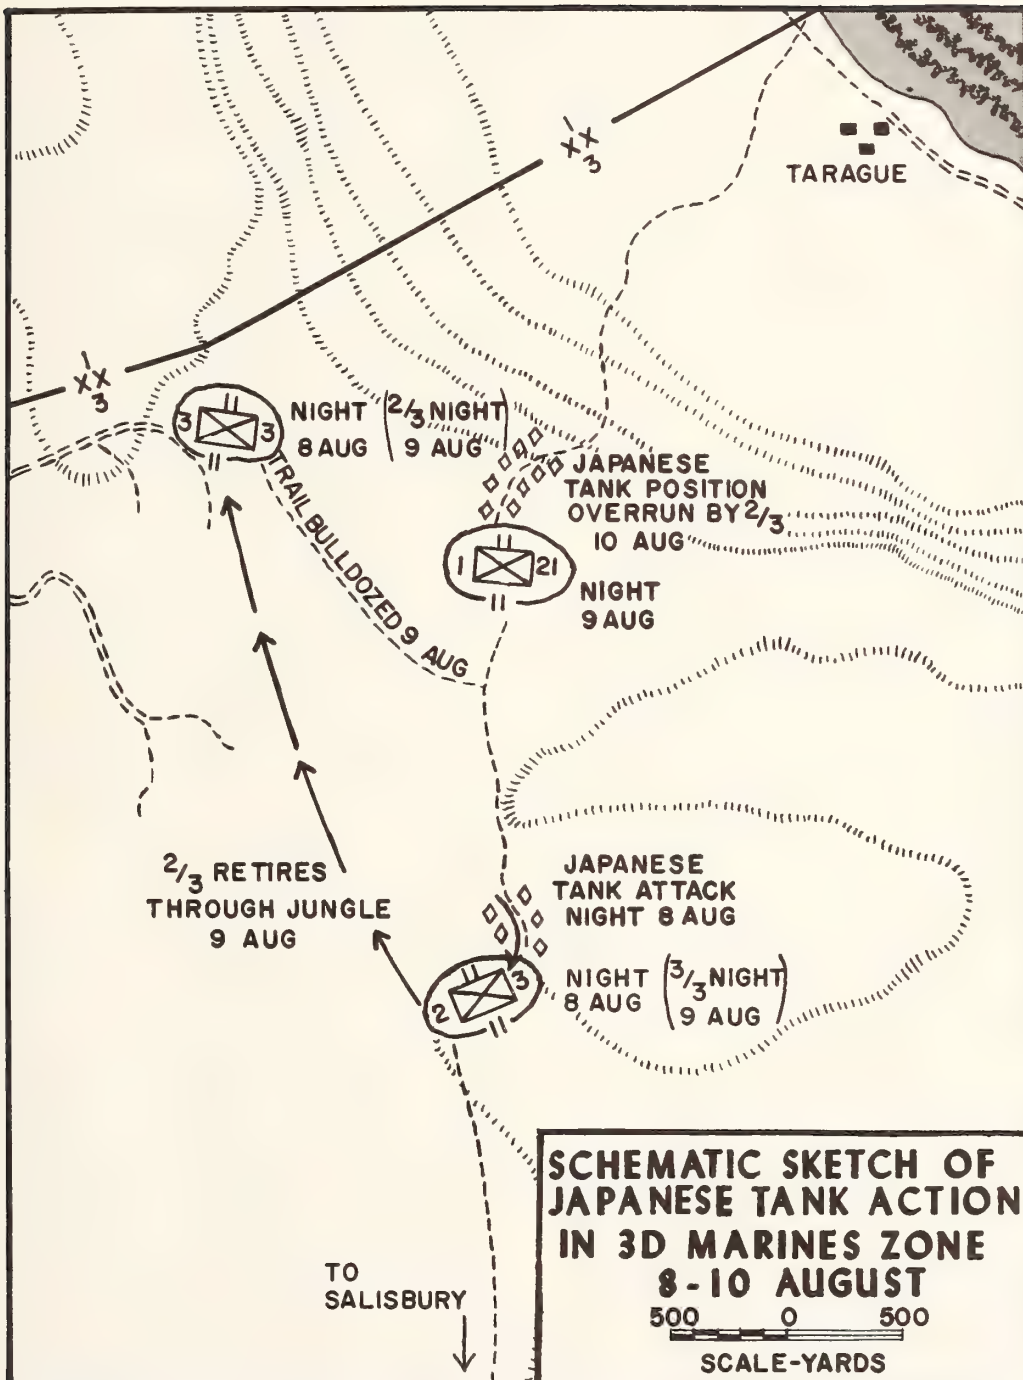 1
XX
3
TARAGUE
1
XX
3
3 3
NIGHT
8 AUG
(2/3 NIGHT
9 AUG)
TRAIL BULLDOZED 9 AUG
JAPANESE
TANK POSITION
OVERRUN BY 2/3
10 AUG
1 21
NIGHT
9 AUG
2/3 RETIRES
THROUGH JUNGLE
9 AUG
JAPANESE
TANK ATTACK
NIGHT 8 AUG
2 3
NIGHT
8 AUG
(3/3 NIGHT
9 AUG)
TO
SALISBURY
SCHEMATIC SKETCH OF
JAPANESE TANK ACTION
IN 3D MARINES ZONE
8-10 AUGUST
500 0 500
SCALE-YARDS